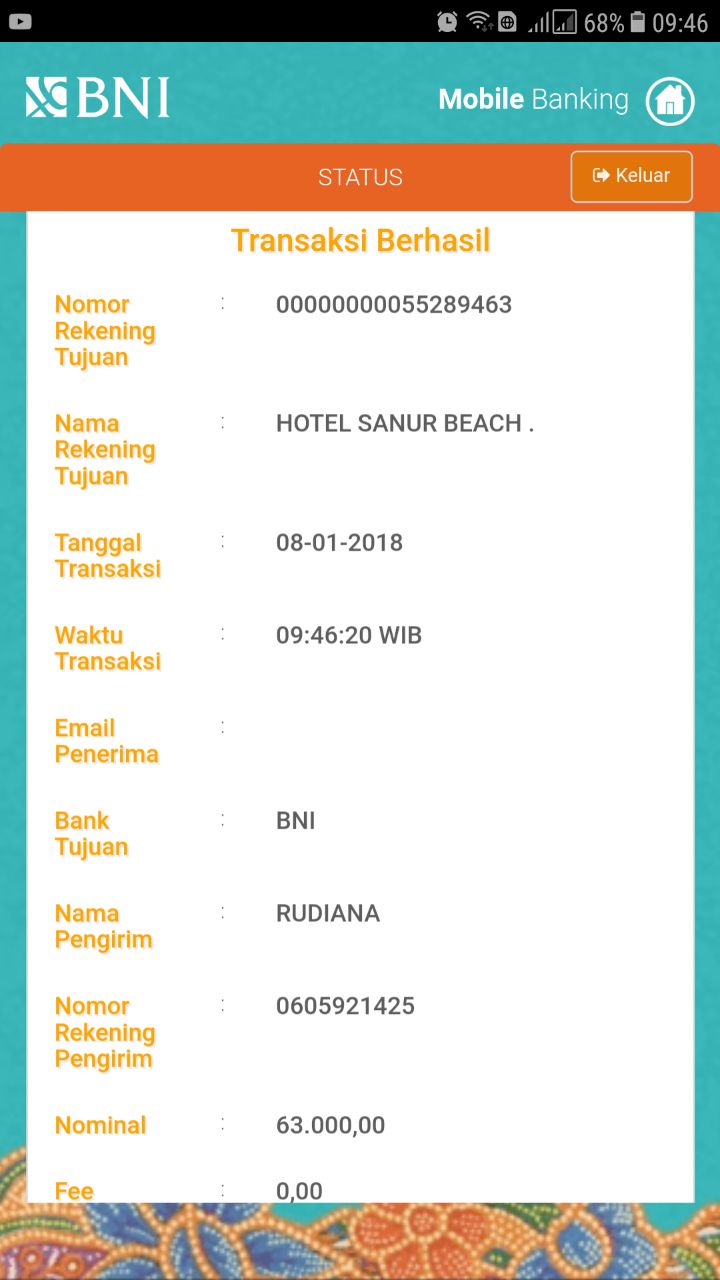 68% 09:46
BNI Mobile Banking
STATUS Keluar
Transaksi Berhasil
Nomor Rekening Tujuan : 00000000055289463
Nama Rekening Tujuan : HOTEL SANUR BEACH .
Tanggal Transaksi : 08-01-2018
Waktu Transaksi : 09:46:20 WIB
Email Penerima :
Bank Tujuan : BNI
Nama Pengirim : RUDIANA
Nomor Rekening Pengirim : 0605921425
Nominal : 63.000,00
Fee : 0,00